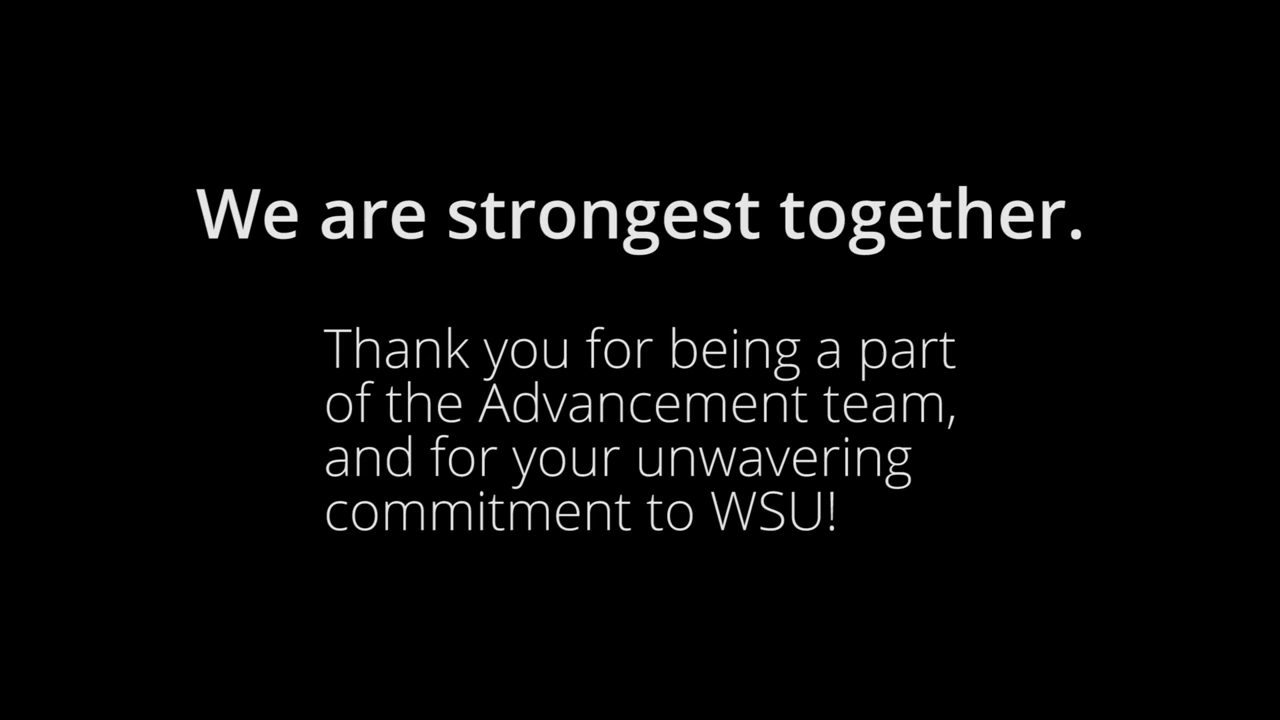 We are strongest together.
Thank you for being a part
of the Advancement team,
and for your unwavering
commitment to WSU!